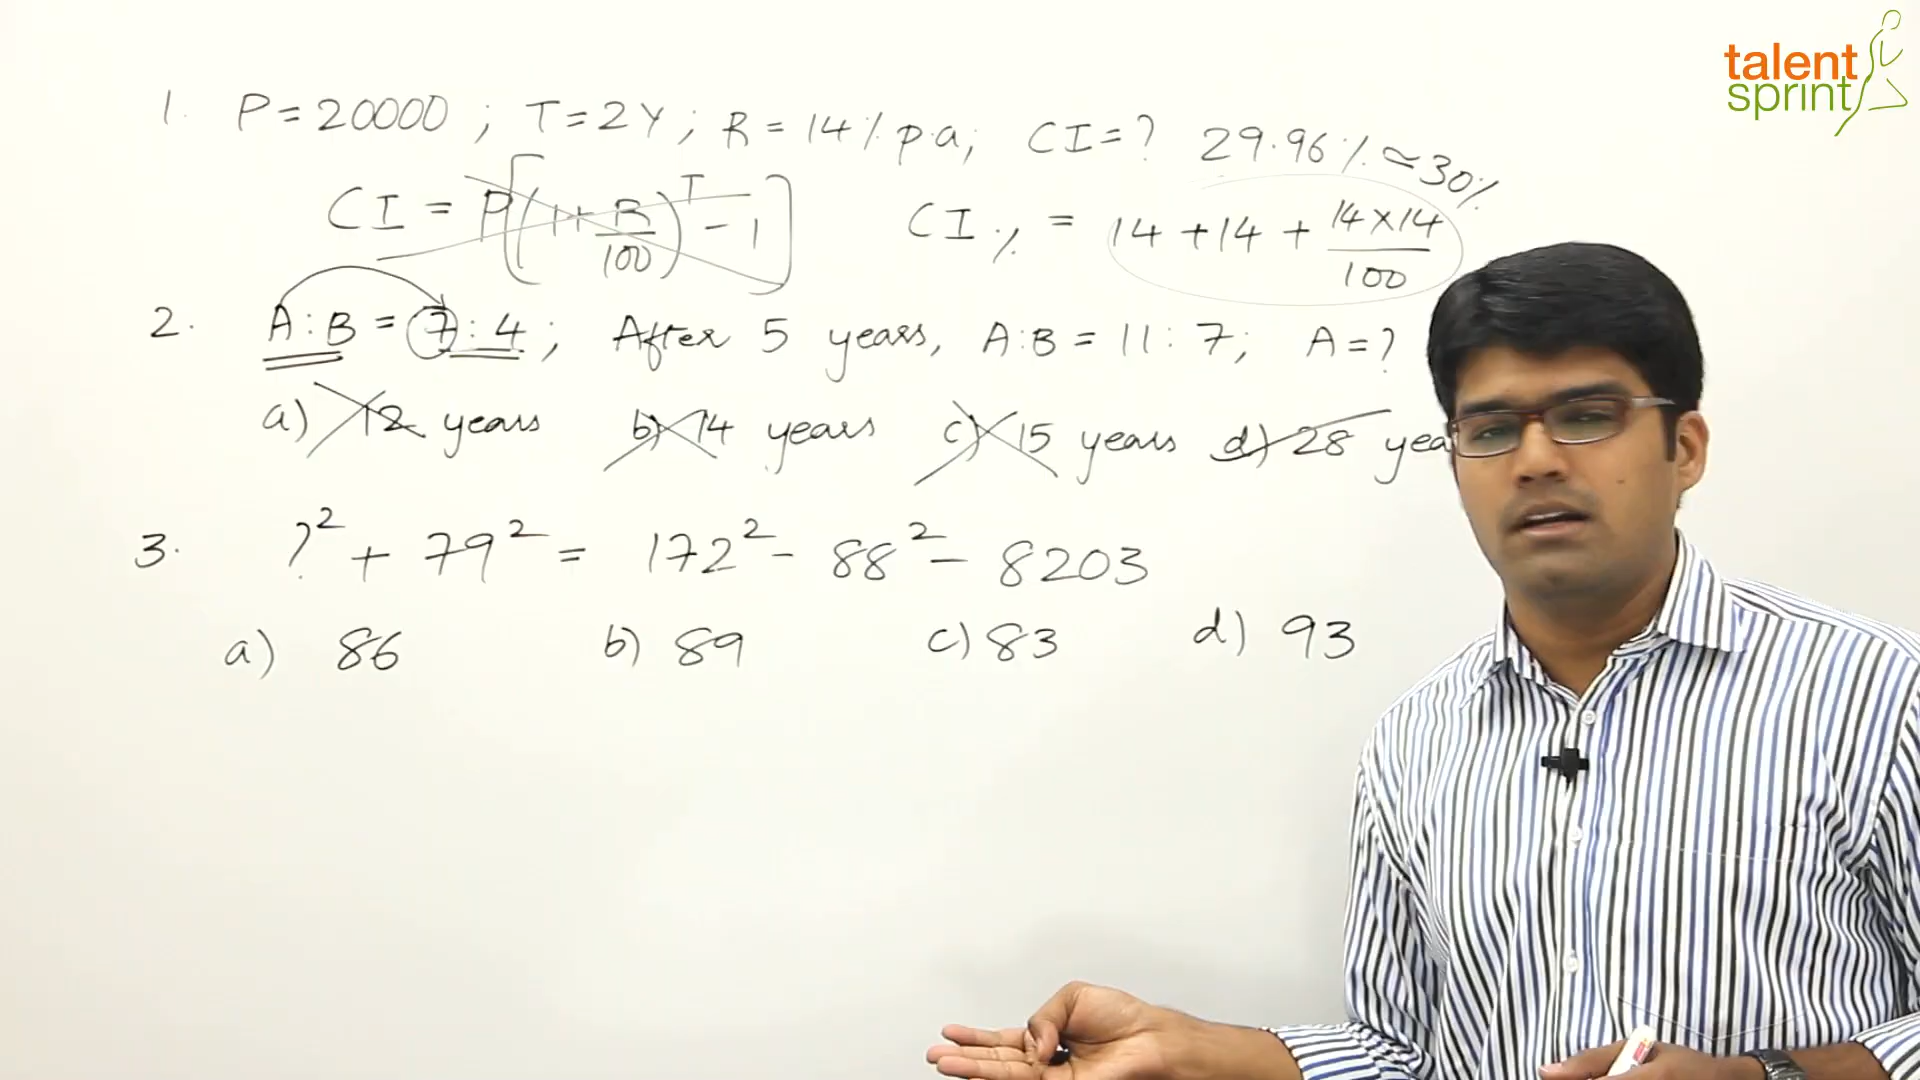 talent
sprint
1. P = 20000 ; T = 2Y ; R = 14% p.a; CI = ? 29.96% ≈ 30%
CI = P[(1 + R/100)^T - 1] CI% = 14 + 14 + 14×14/100
2. A : B = 7 : 4 ; After 5 years, A:B = 11 : 7; A = ?
a) 12 years b) 14 years c) 15 years d) 28 yea
3. ?² + 79² = 172² - 88² - 8203
a) 86 b) 89 c) 83 d) 93